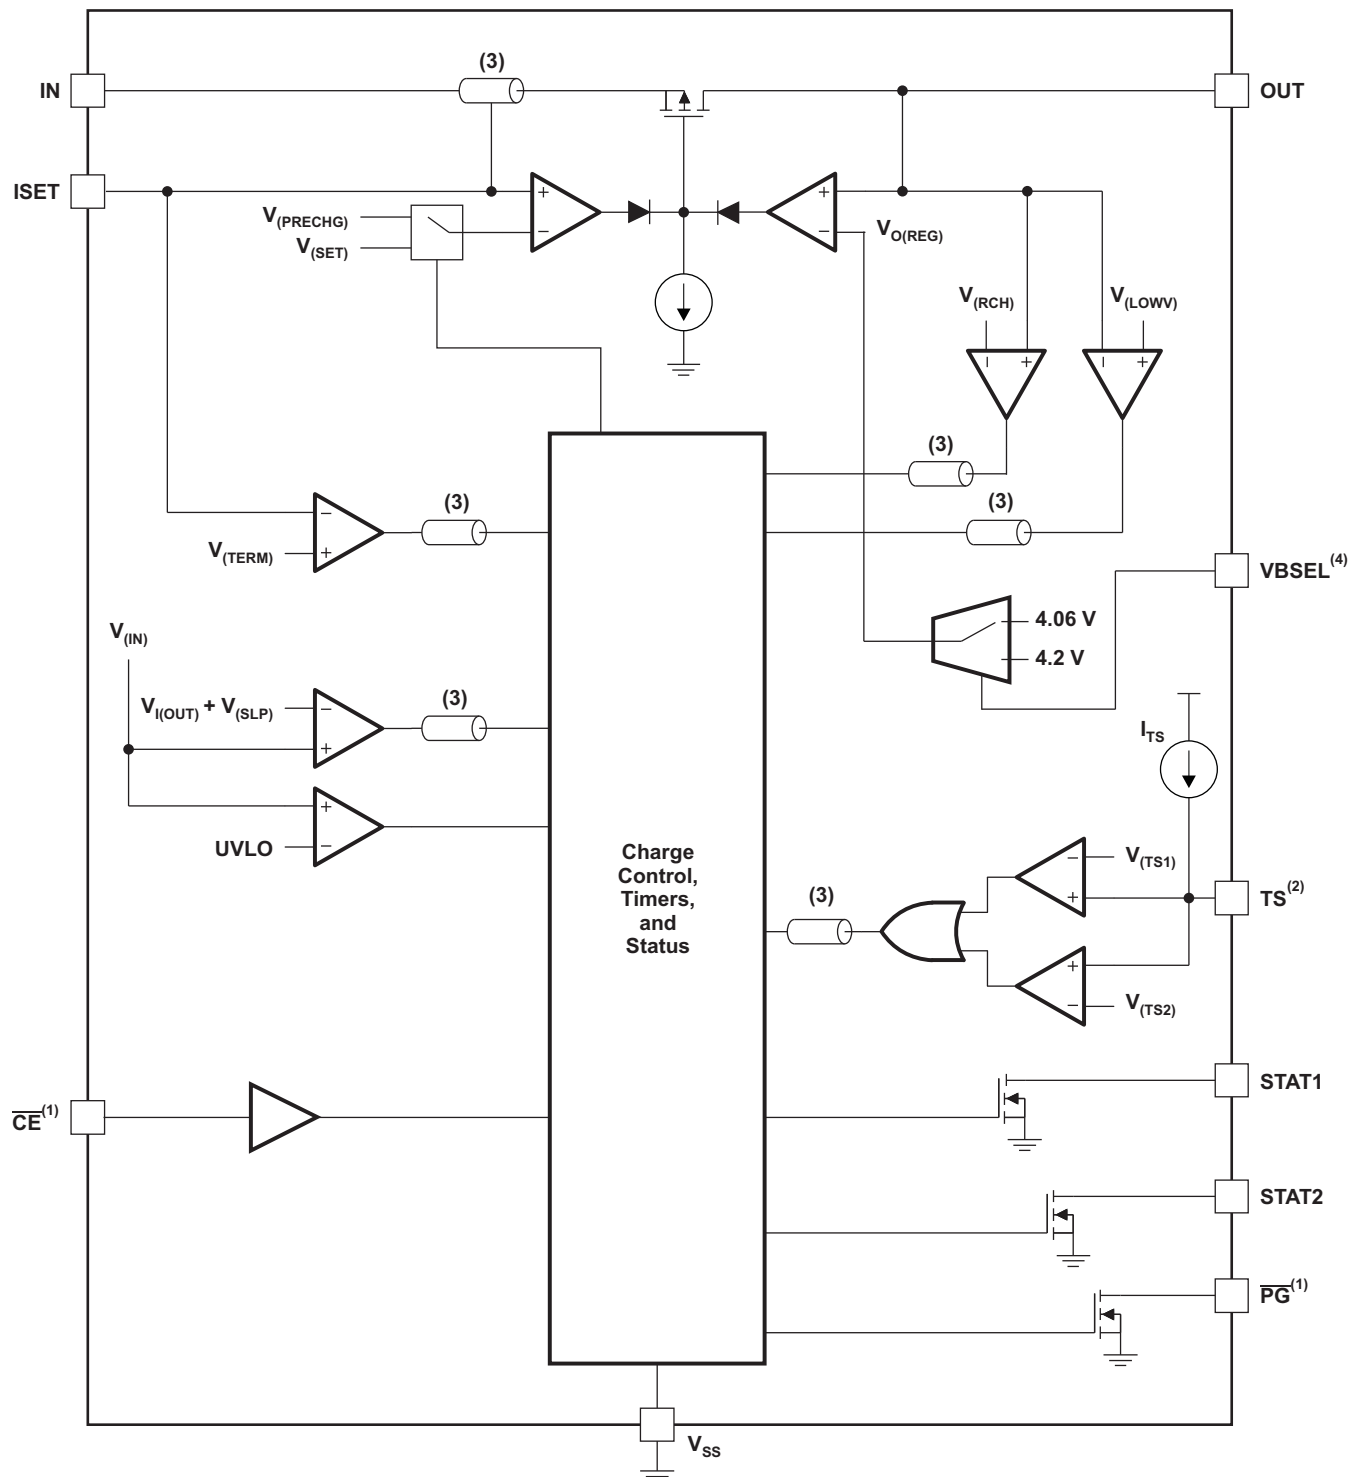 (3)
IN
OUT
ISET
V(PRECHG)
V(SET)
+
−
+
−
VO(REG)
V(RCH)
V(LOWV)
−
+
−
+
(3)
(3)
(3)
−
+
V(TERM)
VBSEL(4)
4.06 V
4.2 V
V(IN)
VI(OUT) + V(SLP)
−
+
(3)
ITS
+
−
UVLO
Charge
Control,
Timers,
and
Status
−
+
V(TS1)
TS(2)
(3)
+
−
V(TS2)
STAT1
CE(1)
STAT2
PG(1)
VSS